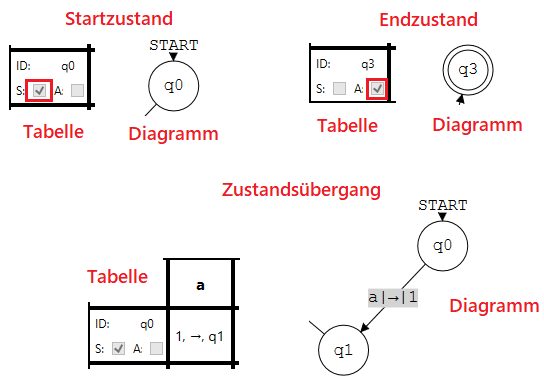 Startzustand
Endzustand
START
ID: q0
S: A:
q0
ID: q3
S: A:
q3
Tabelle
Diagramm
Tabelle
Diagramm
Zustandsübergang
START
q0
Tabelle
a
a|→|1
Diagramm
ID: q0
S: A:
1, →, q1
q1